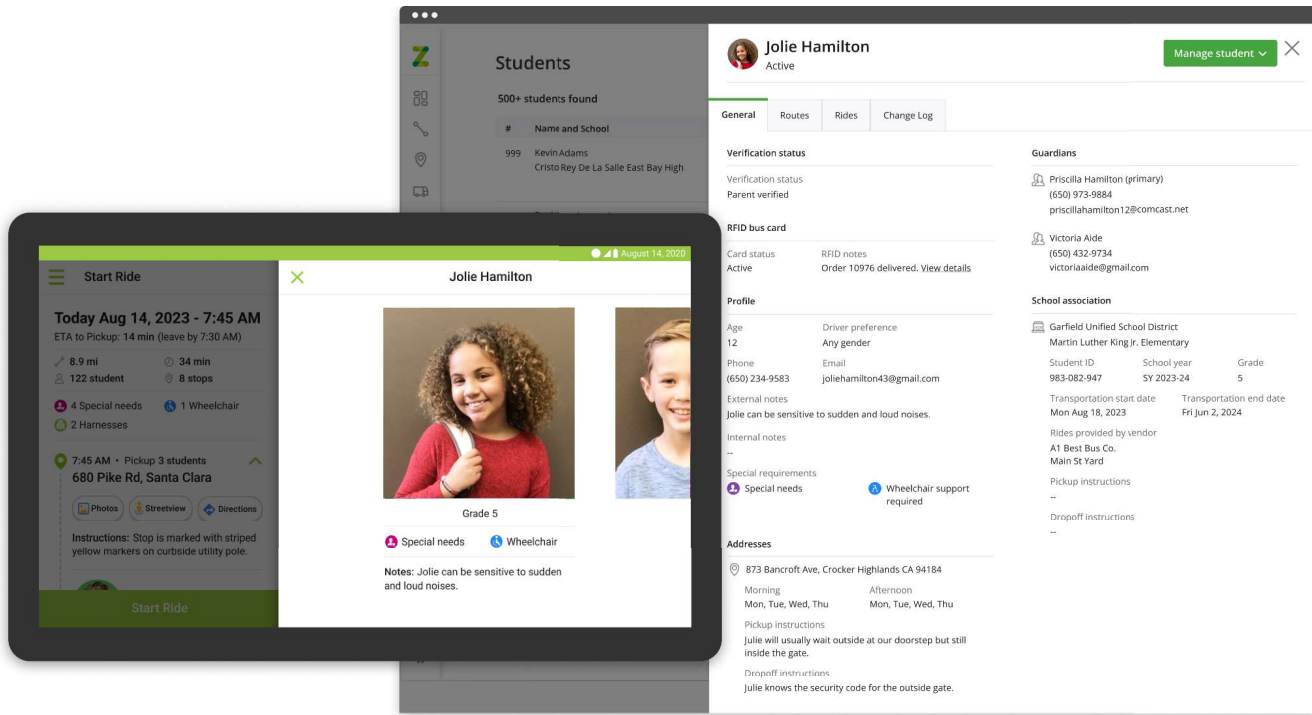 Students
500+ students found
# Name and School
999 Kevin Adams
Cristo Rey De La Salle East Bay High
Jolie Hamilton
Active
Manage student
General Routes Rides Change Log
Verification status
Verification status
Parent verified
RFID bus card
Card status RFID notes
Active Order 10976 delivered. View details
Profile
Age Driver preference
12 Any gender
Phone Email
(650) 234-9583 joliehamilton43@gmail.com
External notes
Jolie can be sensitive to sudden and loud noises.
Internal notes
--
Special requirements
Special needs Wheelchair support
required
Addresses
873 Bancroft Ave, Crocker Highlands CA 94184
Morning Afternoon
Mon, Tue, Wed, Thu Mon, Tue, Wed, Thu
Pickup instructions
Julie will usually wait outside at our doorstep but still
inside the gate.
Dropoff instructions
Julie knows the security code for the outside gate.
Guardians
Priscilla Hamilton (primary)
(650) 973-9884
priscillahamilton12@comcast.net
Victoria Aide
(650) 432-9734
victoriaaide@gmail.com
School association
Garfield Unified School District
Martin Luther King Jr. Elementary
Student ID School year Grade
983-082-947 SY 2023-24 5
Transportation start date Transportation end date
Mon Aug 18, 2023 Fri Jun 2, 2024
Rides provided by vendor
A1 Best Bus Co.
Main St Yard
Pickup instructions
--
Dropoff instructions
--
August 14, 2020
Start Ride
Today Aug 14, 2023 - 7:45 AM
ETA to Pickup: 14 min (leave by 7:30 AM)
8.9 mi 34 min
122 student 8 stops
4 Special needs 1 Wheelchair
2 Harnesses
7:45 AM • Pickup 3 students
680 Pike Rd, Santa Clara
Photos Streetview Directions
Instructions: Stop is marked with striped
yellow markers on curbside utility pole.
Start Ride
Jolie Hamilton
Grade 5
Special needs Wheelchair
Notes: Jolie can be sensitive to sudden
and loud noises.